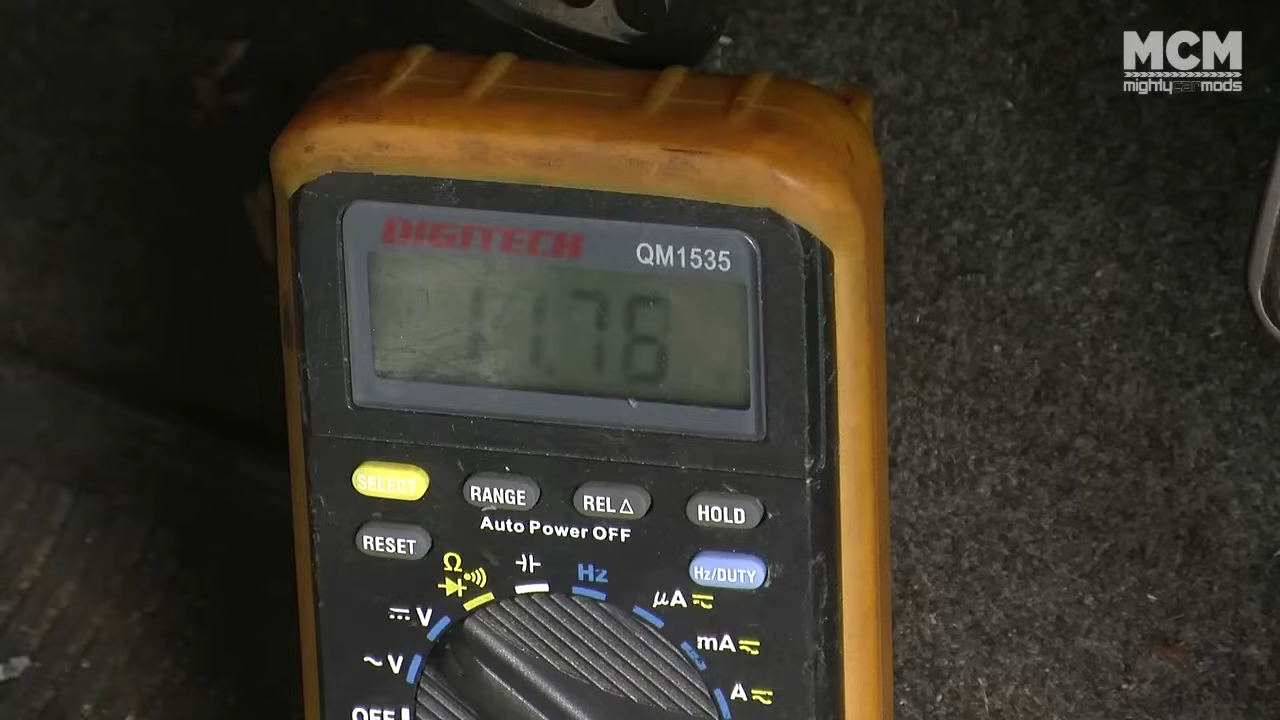 MCM
mightycarmods
DIGITECH
QM1535
11.76
SELECT
RANGE
REL △
HOLD
Auto Power OFF
RESET
Hz/DUTY
Ω
Hz
μA
V
mA
~V
A
OFF